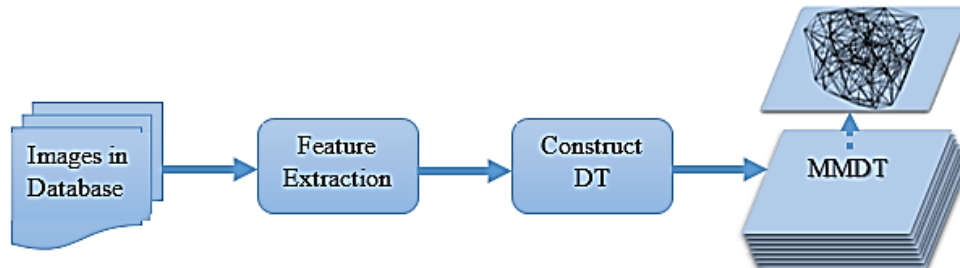 Images in
Database
Feature
Extraction
Construct
DT
MMDT